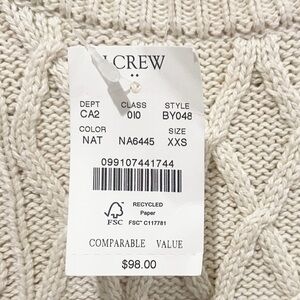 J.CREW
DEPT CLASS STYLE
CA2 010 BY048
COLOR SIZE
NAT NA6445 XXS
099107441744
RECYCLED
Paper
FSC FSC® C117781
COMPARABLE VALUE
$98.00